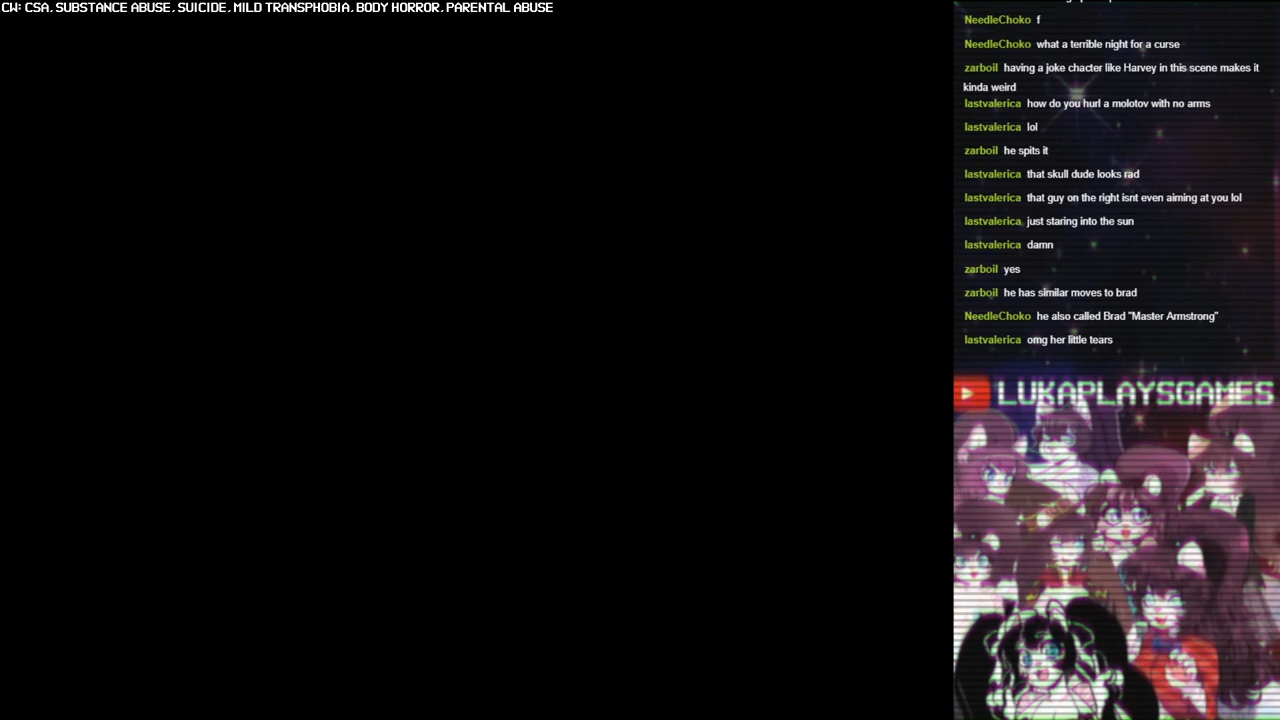 CW: CSA, SUBSTANCE ABUSE, SUICIDE, MILD TRANSPHOBIA, BODY HORROR, PARENTAL ABUSE
NeedleChoko f
NeedleChoko what a terrible night for a curse
zarboil having a joke chacter like Harvey in this scene makes it
kinda weird
lastvalerica how do you hurl a molotov with no arms
lastvalerica lol
zarboil he spits it
lastvalerica that skull dude looks rad
lastvalerica that guy on the right isnt even aiming at you lol
lastvalerica just staring into the sun
lastvalerica damn
zarboil yes
zarboil he has similar moves to brad
NeedleChoko he also called Brad "Master Armstrong"
lastvalerica omg her little tears
LUKAPLAYSGAMES